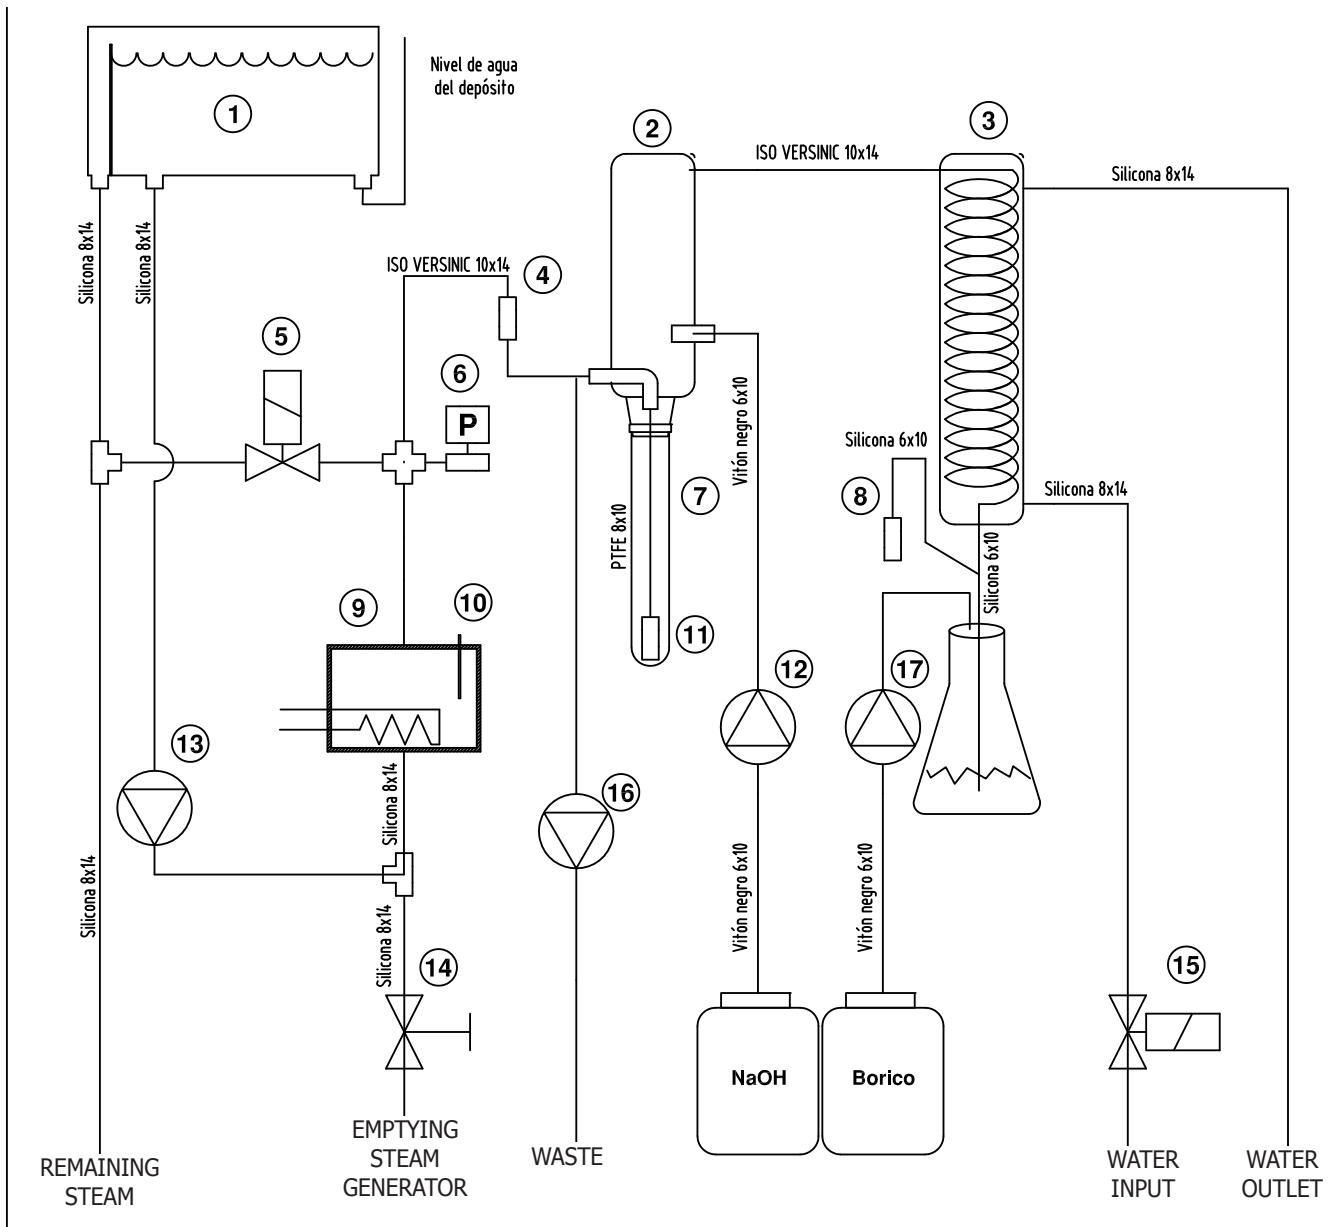 Nivel de agua
del depósito
1
2
3
ISO VERSINIC 10x14
Silicona 8x14
Silicona 8x14
Silicona 8x14
ISO VERSINIC 10x14
4
5
6
P
Vitón negro 6x10
Silicona 6x10
Silicona 8x14
7
8
PTFE 8x10
Silicona 6x10
9
10
11
12
17
13
Silicona 8x14
16
Silicona 8x14
Vitón negro 6x10
Vitón negro 6x10
Silicona 8x14
14
15
NaOH
Borico
REMAINING
STEAM
EMPTYING
STEAM
GENERATOR
WASTE
WATER
INPUT
WATER
OUTLET